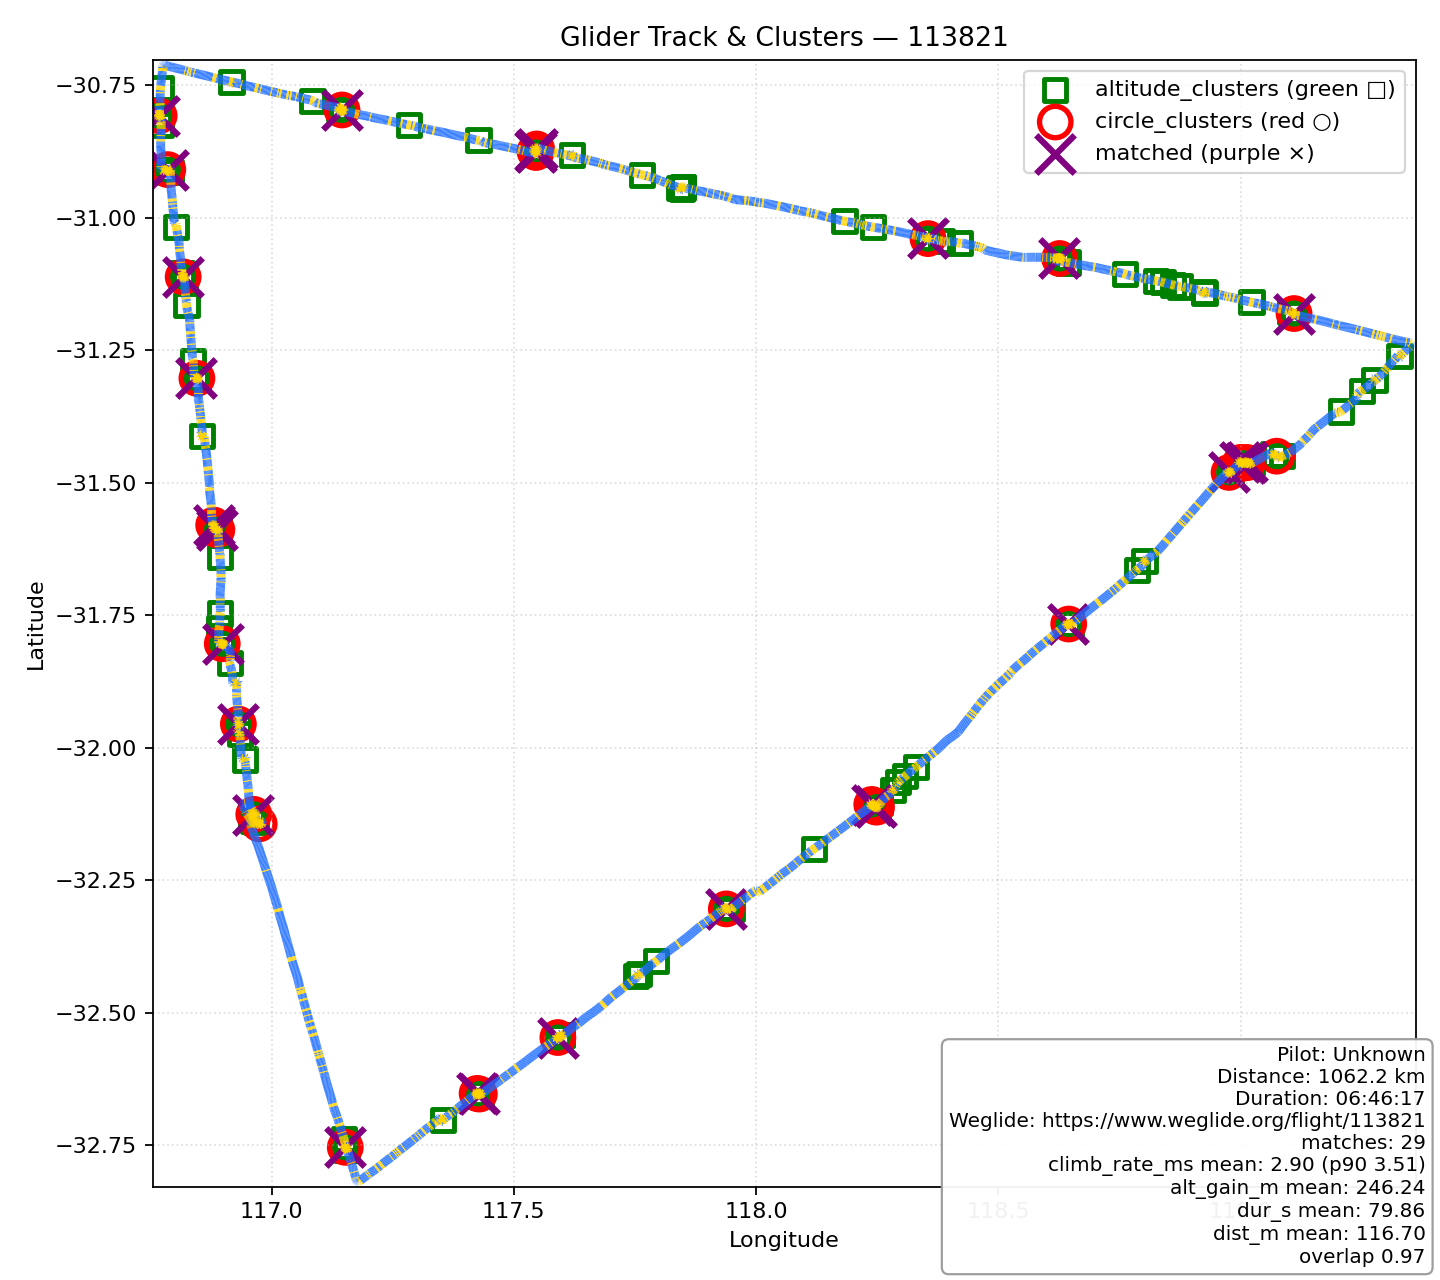 Glider Track & Clusters — 113821
altitude_clusters (green □)
circle_clusters (red ○)
matched (purple ×)
−30.75
−31.00
−31.25
−31.50
−31.75
−32.00
−32.25
−32.50
−32.75
Latitude
117.0
117.5
118.0
118.5
Longitude
Pilot: Unknown
Distance: 1062.2 km
Duration: 06:46:17
Weglide: https://www.weglide.org/flight/113821
matches: 29
climb_rate_ms mean: 2.90 (p90 3.51)
alt_gain_m mean: 246.24
dur_s mean: 79.86
dist_m mean: 116.70
overlap 0.97